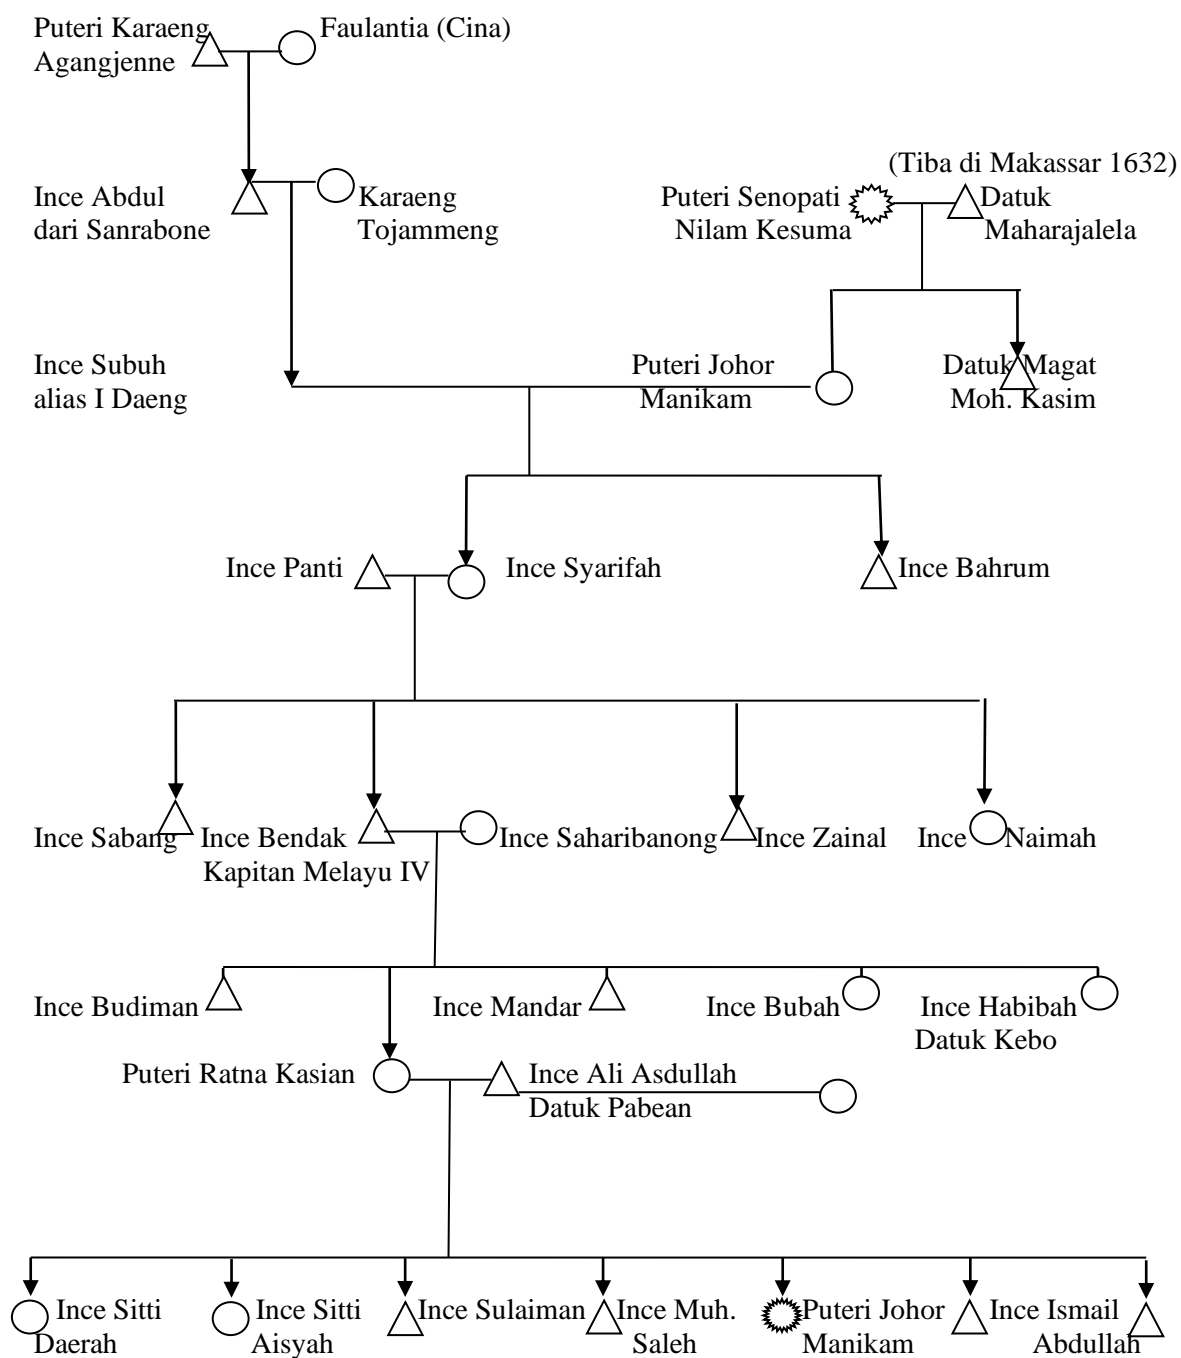 Puteri Karaeng Faulantia (Cina)
Agangjenne
(Tiba di Makassar 1632)
Ince Abdul Karaeng Puteri Senopati Datuk
dari Sanrabone Tojammeng Nilam Kesuma Maharajalela
Ince Subuh Puteri Johor Datuk Magat
alias I Daeng Manikam Moh. Kasim
Ince Panti Ince Syarifah Ince Bahrum
Ince Sabang Ince Bendak Ince Saharibanong Ince Zainal Ince Naimah
Kapitan Melayu IV
Ince Budiman Ince Mandar Ince Bubah Ince Habibah
Datuk Kebo
Puteri Ratna Kasian Ince Ali Asdullah
Datuk Pabean
Ince Sitti Ince Sitti Ince Sulaiman Ince Muh. Puteri Johor Ince Ismail
Daerah Aisyah Saleh Manikam Abdullah